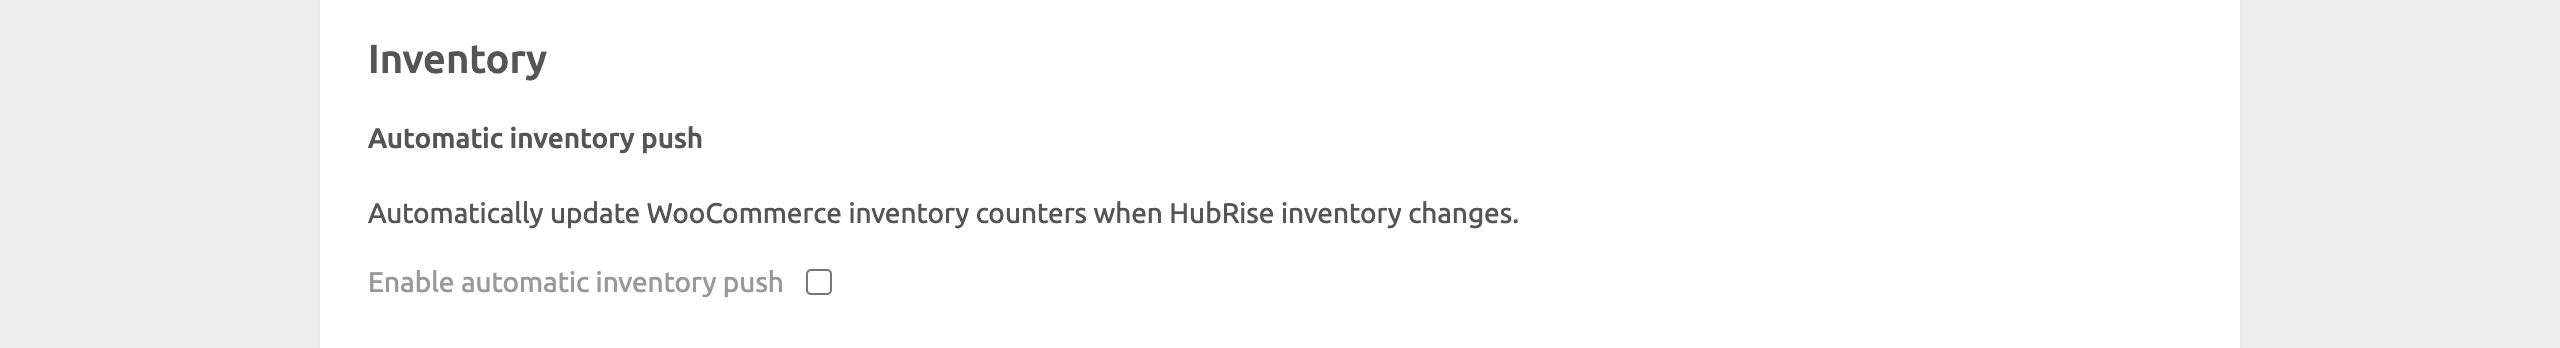 Inventory
Automatic inventory push
Automatically update WooCommerce inventory counters when HubRise inventory changes.
Enable automatic inventory push